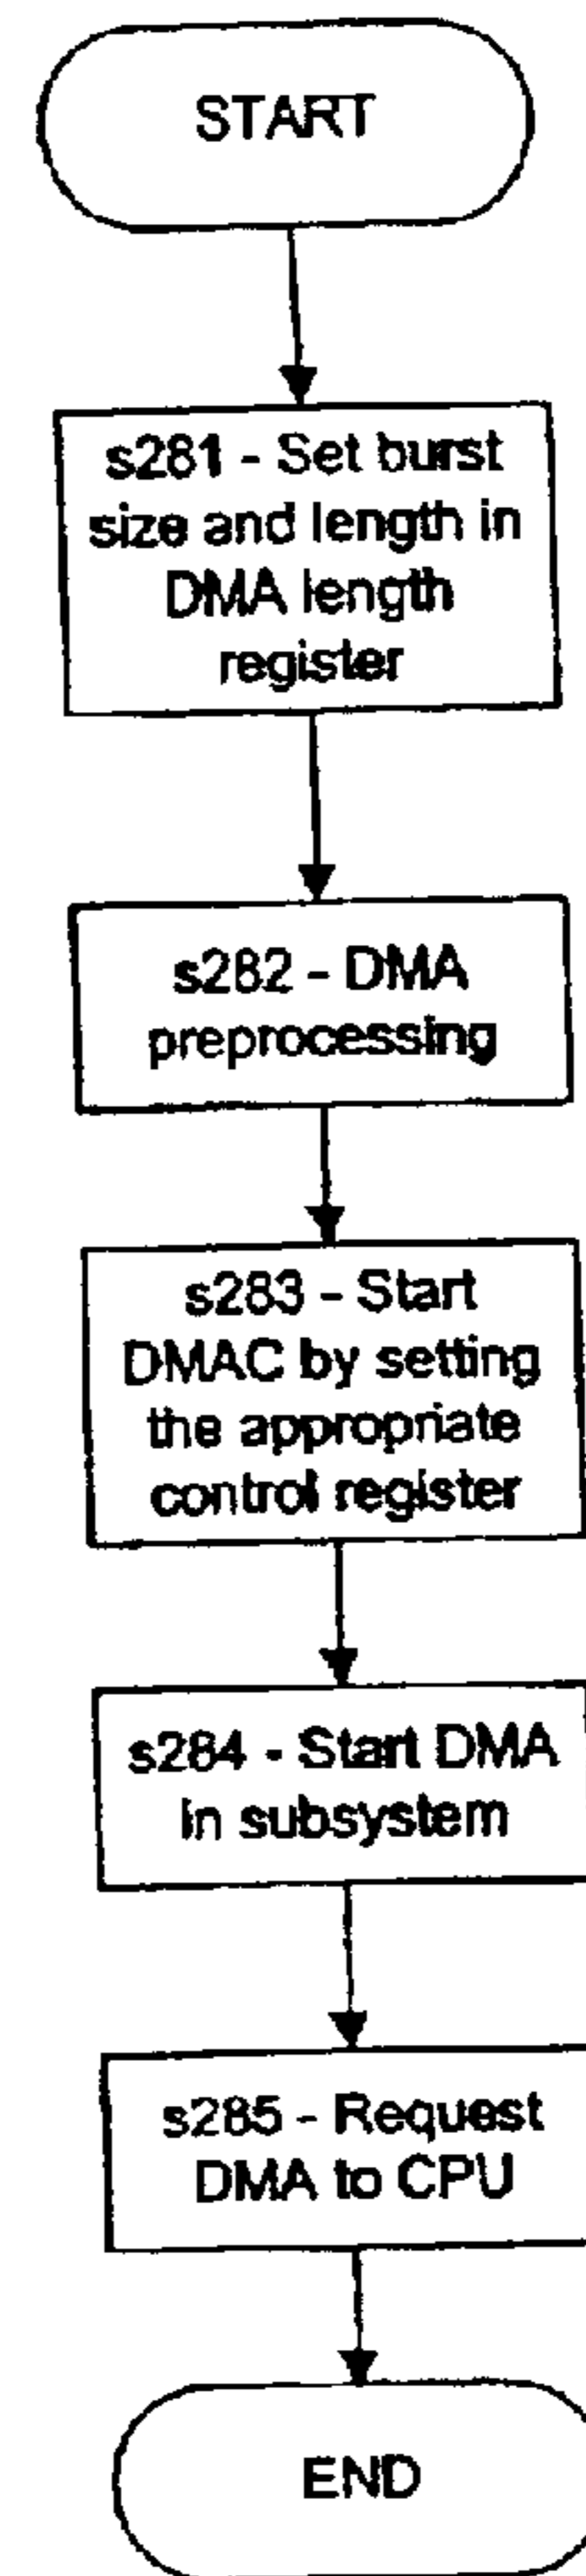 START
s281 - Set burst
size and length in
DMA length
register
s282 - DMA
preprocessing
s283 - Start
DMAC by setting
the appropriate
control register
s284 - Start DMA
in subsystem
s285 - Request
DMA to CPU
END